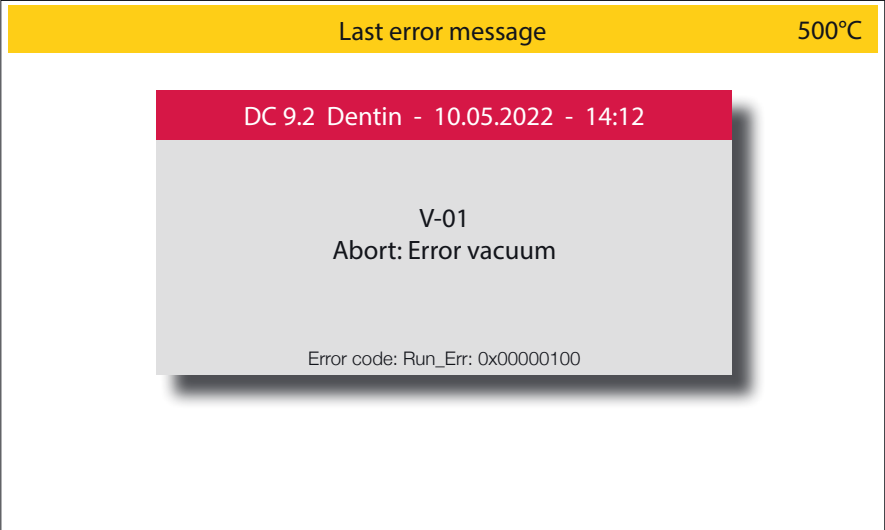 Last error message 500°C
DC 9.2 Dentin - 10.05.2022 - 14:12
V-01
Abort: Error vacuum
Error code: Run_Err: 0x00000100